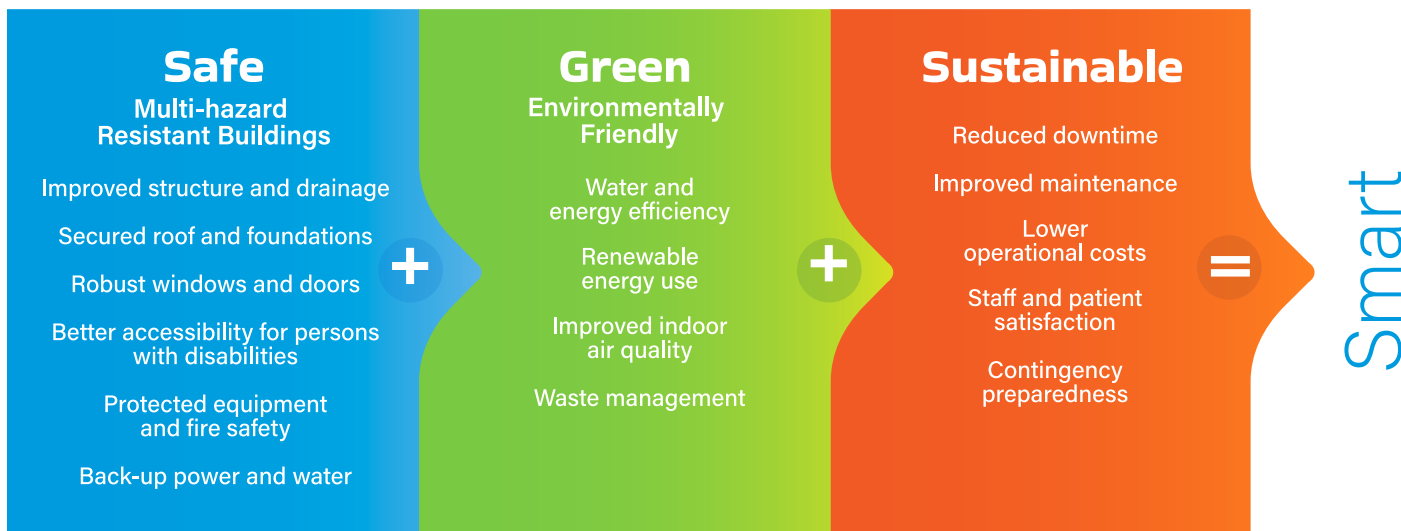 Safe
Multi-hazard
Resistant Buildings
Improved structure and drainage
Secured roof and foundations
Robust windows and doors
Better accessibility for persons
with disabilities
Protected equipment
and fire safety
Back-up power and water
+
Green
Environmentally
Friendly
Water and
energy efficiency
Renewable
energy use
Improved indoor
air quality
Waste management
+
Sustainable
Reduced downtime
Improved maintenance
Lower
operational costs
Staff and patient
satisfaction
Contingency
preparedness
=
Smart